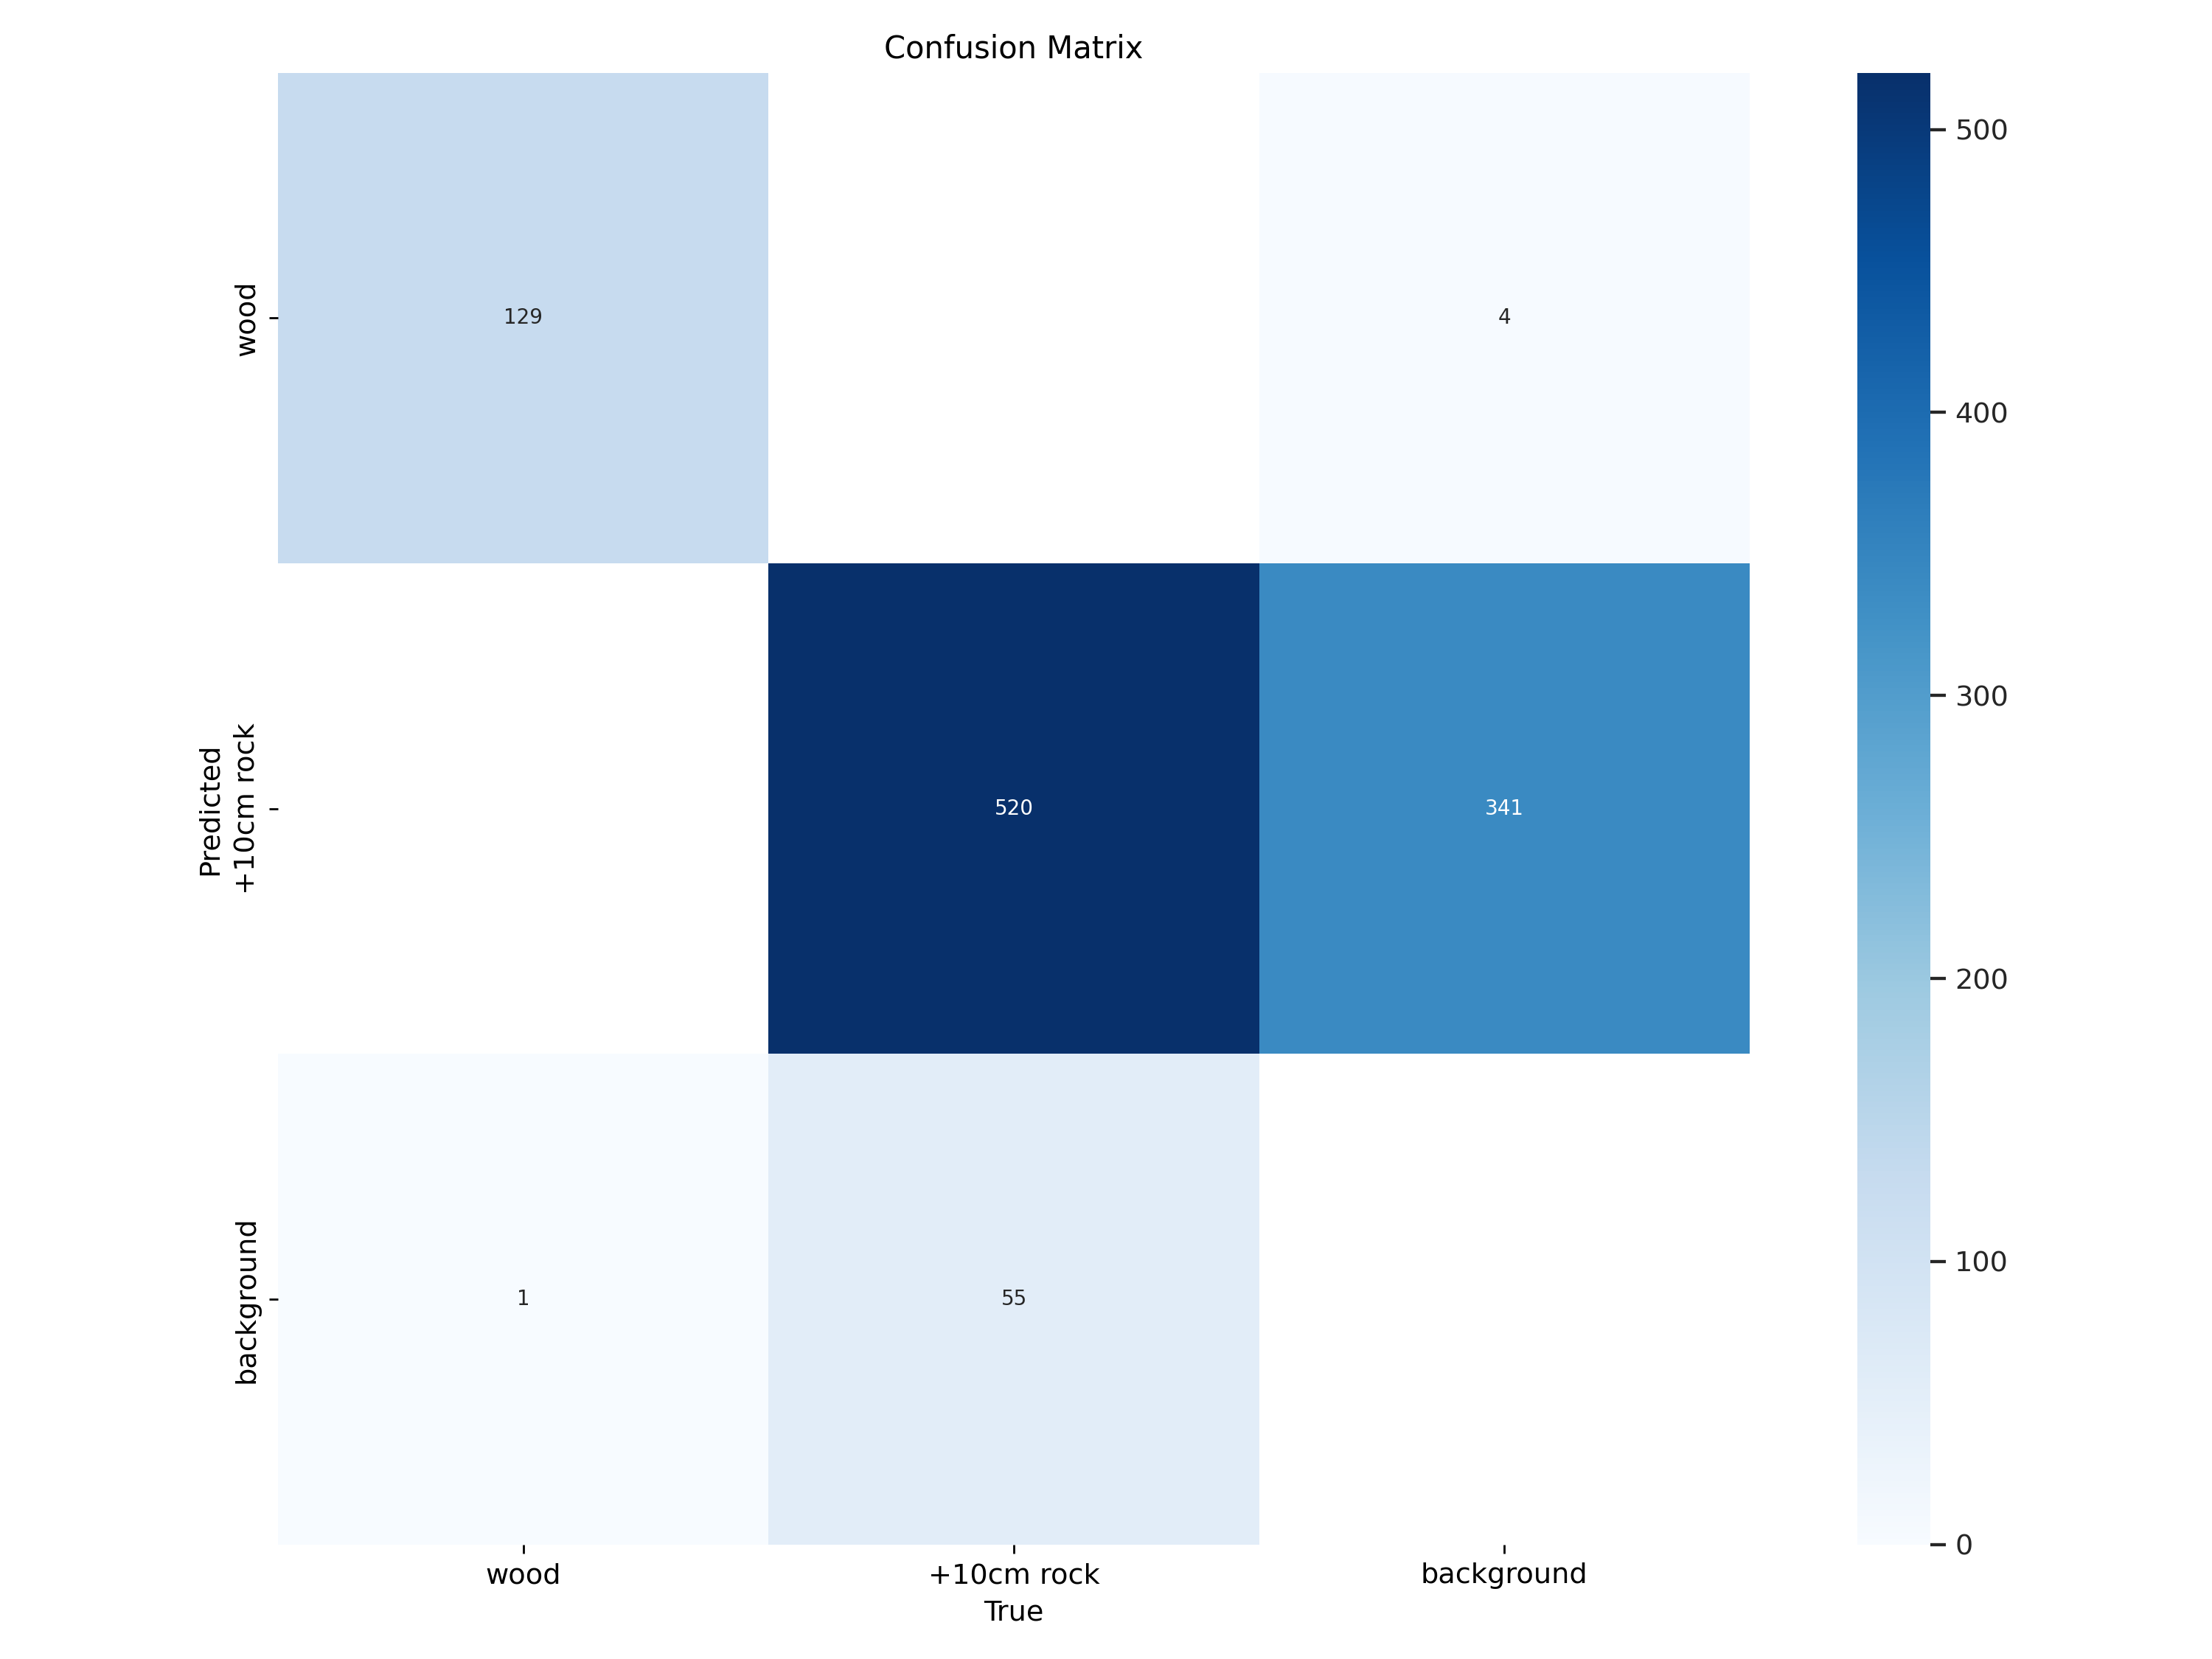 Confusion Matrix
wood
129
4
500
400
300
200
100
0
Predicted
+10cm rock
520
341
background
1
55
wood
+10cm rock
background
True